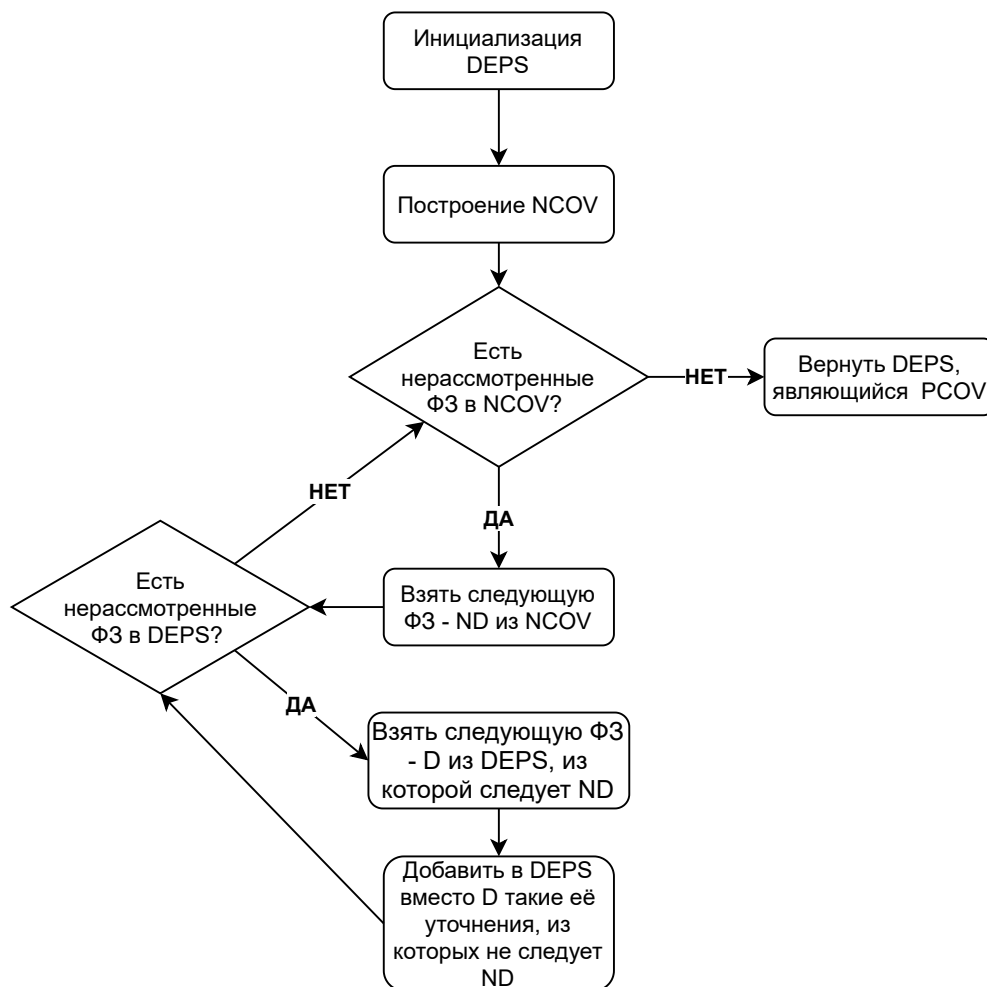 Инициализация
DEPS
Построение NCOV
Есть
нерассмотренные
ФЗ в NCOV?
НЕТ
Вернуть DEPS,
являющийся PCOV
ДА
Взять следующую
ФЗ - ND из NCOV
НЕТ
Есть
нерассмотренные
ФЗ в DEPS?
ДА
Взять следующую ФЗ
- D из DEPS, из
которой следует ND
Добавить в DEPS
вместо D такие её
уточнения, из
которых не следует
ND